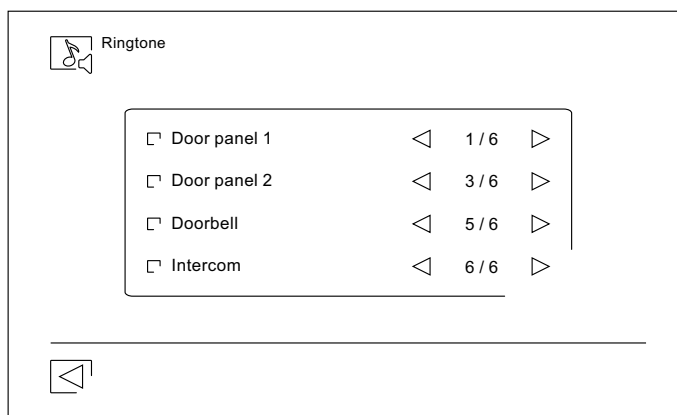 Ringtone
Door panel 1 1 / 6
Door panel 2 3 / 6
Doorbell 5 / 6
Intercom 6 / 6